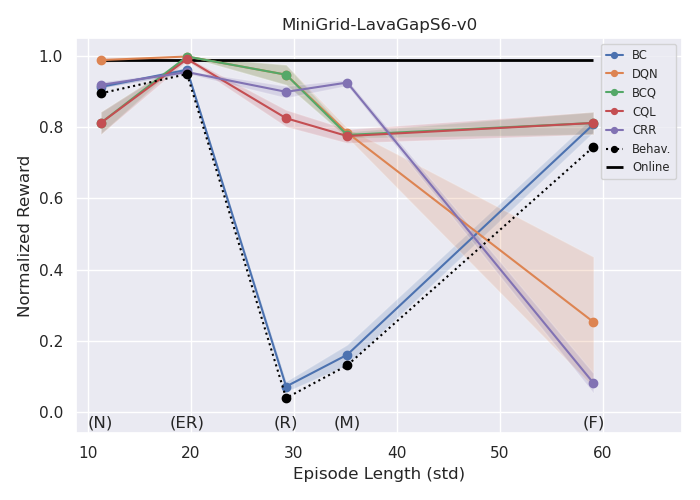 MiniGrid-LavaGapS6-v0
Normalized Reward
1.0
0.8
0.6
0.4
0.2
0.0
BC
DQN
BCQ
CQL
CRR
Behav.
Online
(N) (ER) (R) (M) (F)
10 20 30 40 50 60
Episode Length (std)